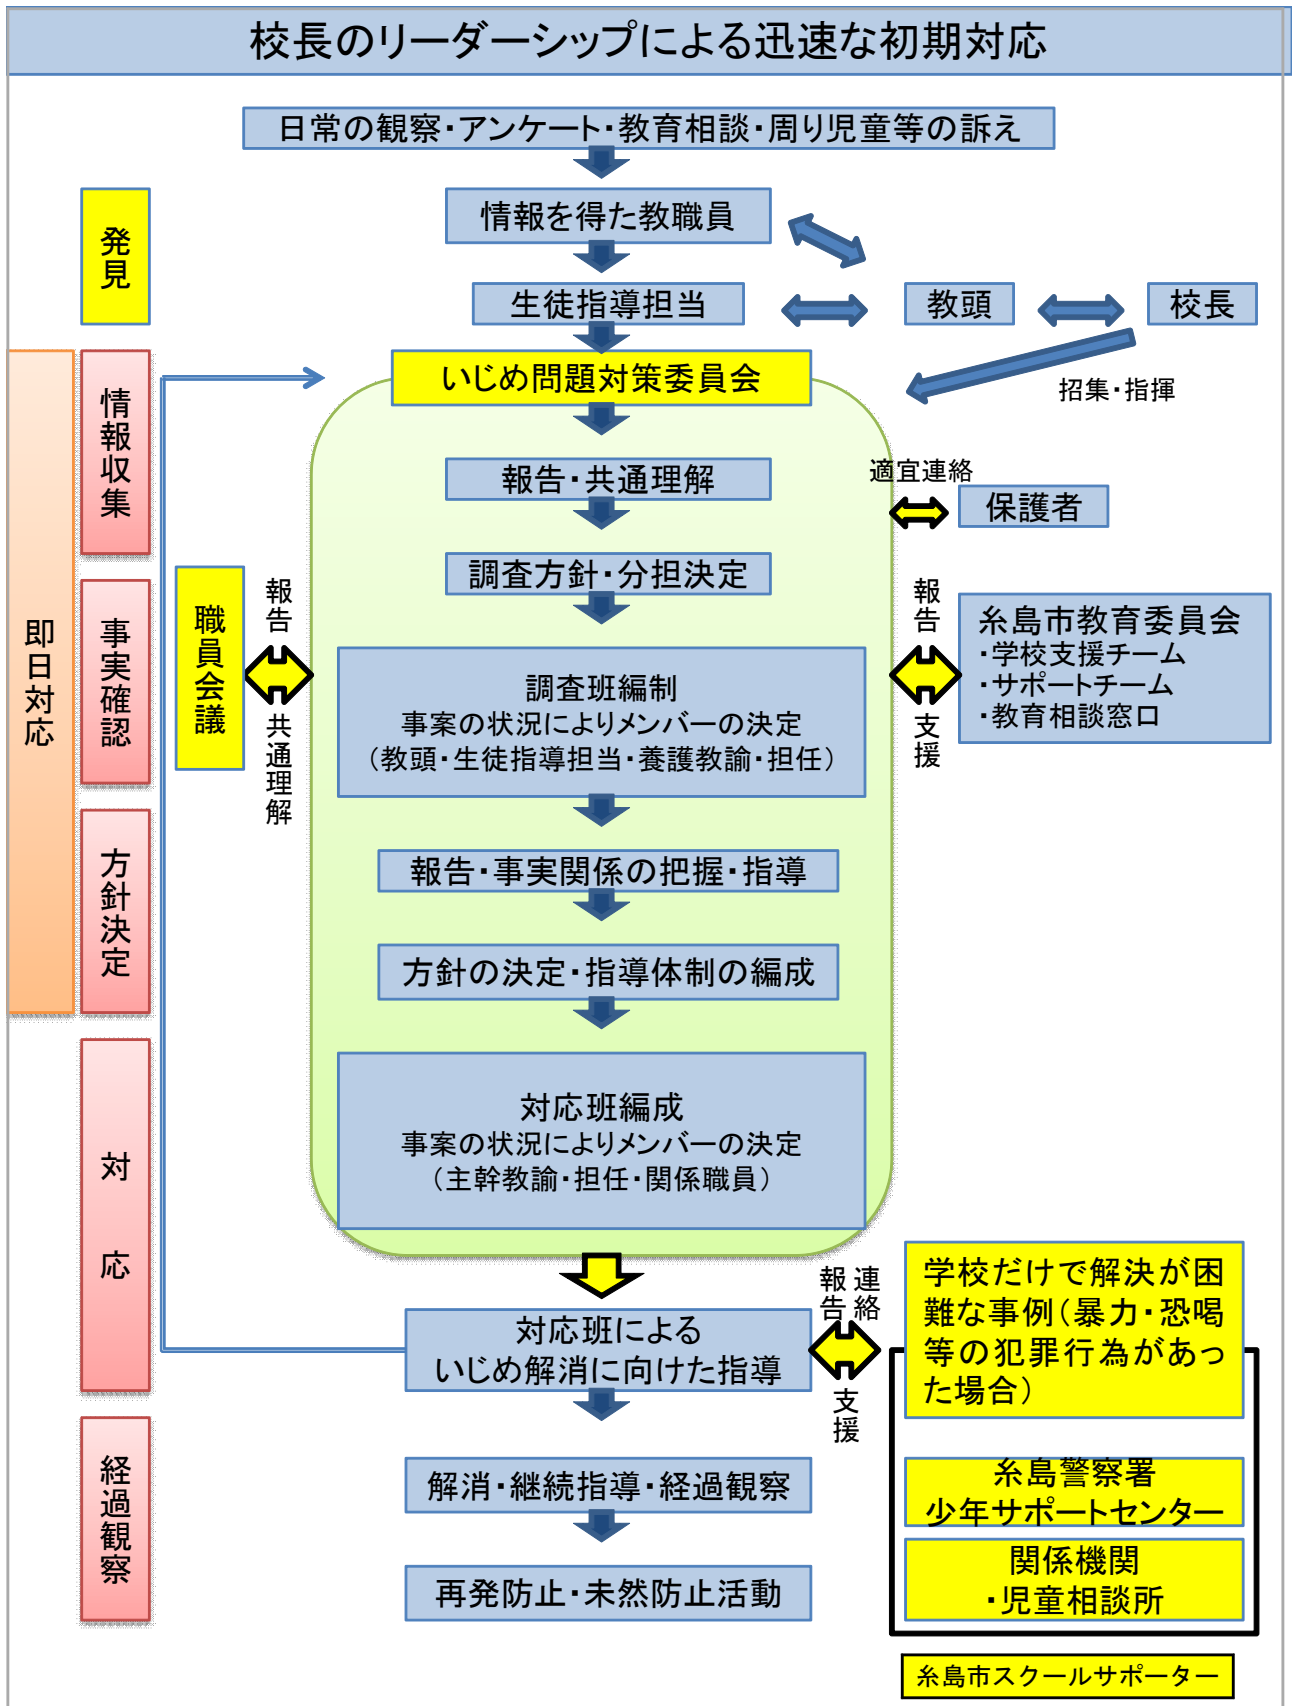 校長のリーダーシップによる迅速な初期対応
日常の観察・アンケート・教育相談・周り児童等の訴え
発見
情報を得た教職員
生徒指導担当
教頭
校長
招集・指揮
即日対応
情報収集
いじめ問題対策委員会
報告・共通理解
適宜連絡
保護者
調査方針・分担決定
事実確認
職員会議
報告
共通理解
調査班編制
事案の状況によりメンバーの決定
（教頭・生徒指導担当・養護教諭・担任）
報告
支援
糸島市教育委員会
・学校支援チーム
・サポートチーム
・教育相談窓口
方針決定
報告・事実関係の把握・指導
方針の決定・指導体制の編成
対応
対応班編成
事案の状況によりメンバーの決定
（主幹教諭・担任・関係職員）
対応班による
いじめ解消に向けた指導
連絡
報告
支援
学校だけで解決が困
難な事例（暴力・恐喝
等の犯罪行為があっ
た場合）
経過観察
解消・継続指導・経過観察
再発防止・未然防止活動
糸島警察署
少年サポートセンター
関係機関
・児童相談所
糸島市スクールサポーター